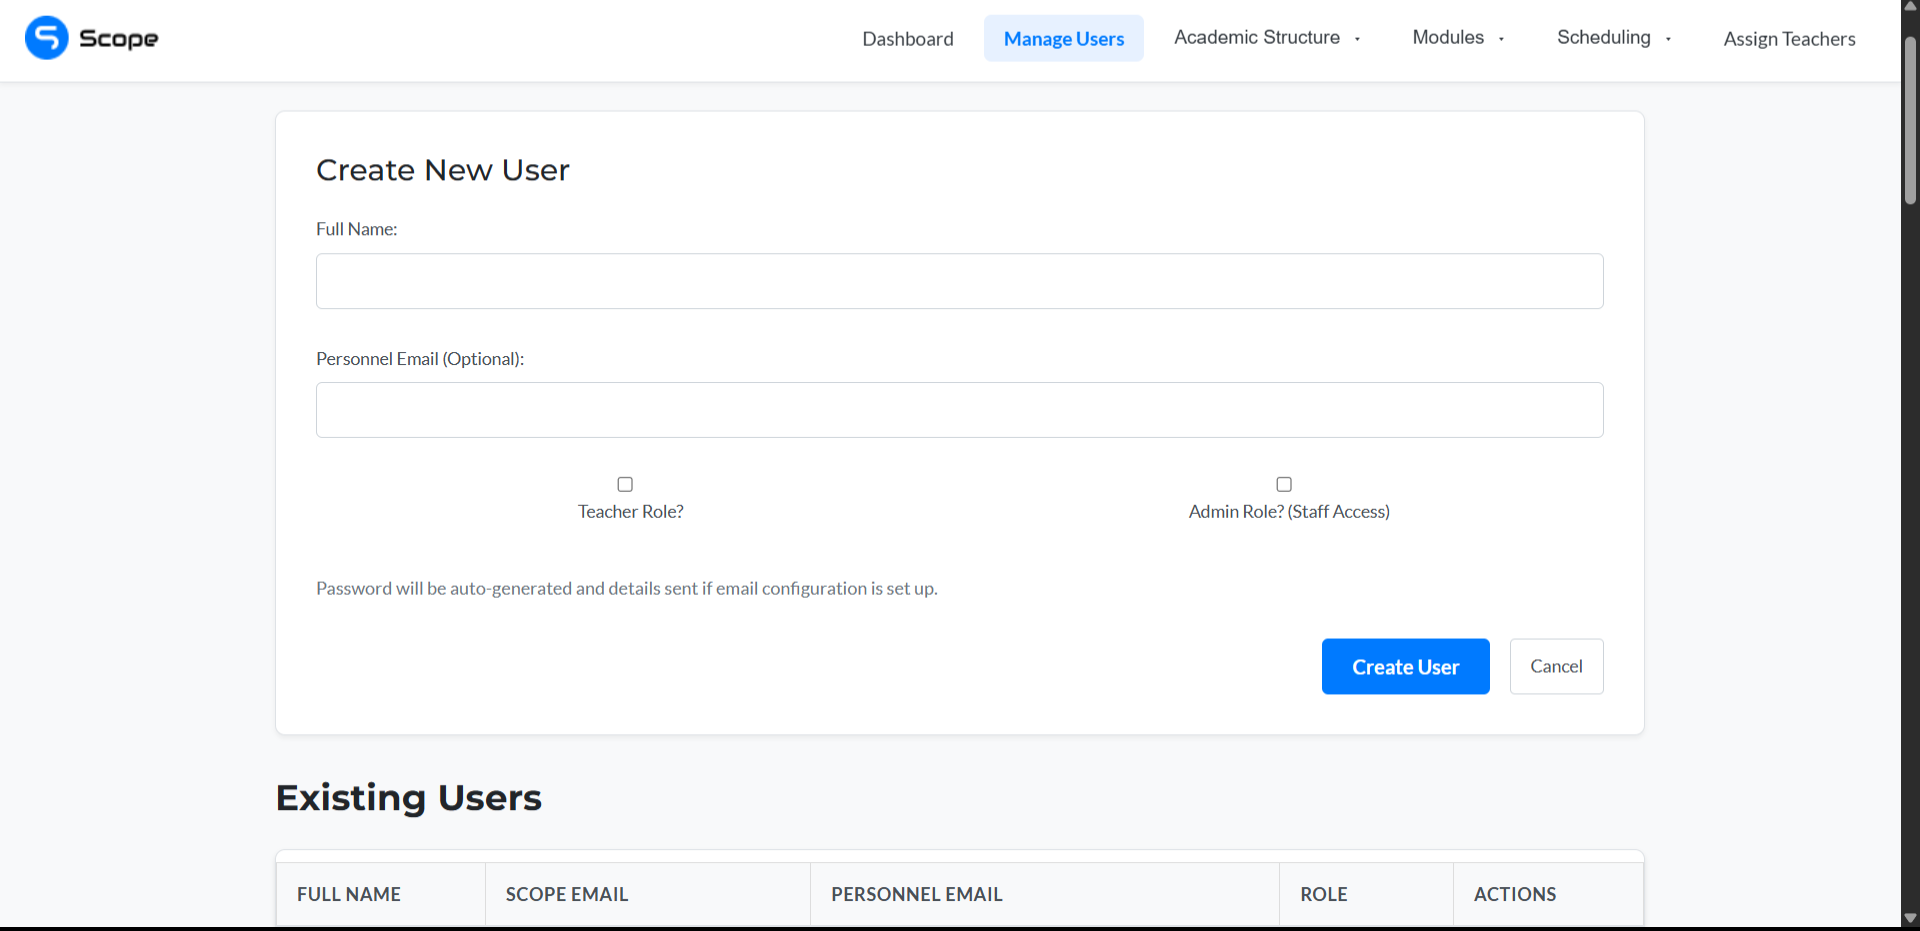 Scope
Dashboard Manage Users Academic Structure Modules Scheduling Assign Teachers
Create New User
Full Name:
Personnel Email (Optional):
Teacher Role? Admin Role? (Staff Access)
Password will be auto-generated and details sent if email configuration is set up.
Create User Cancel
Existing Users
FULL NAME SCOPE EMAIL PERSONNEL EMAIL ROLE ACTIONS